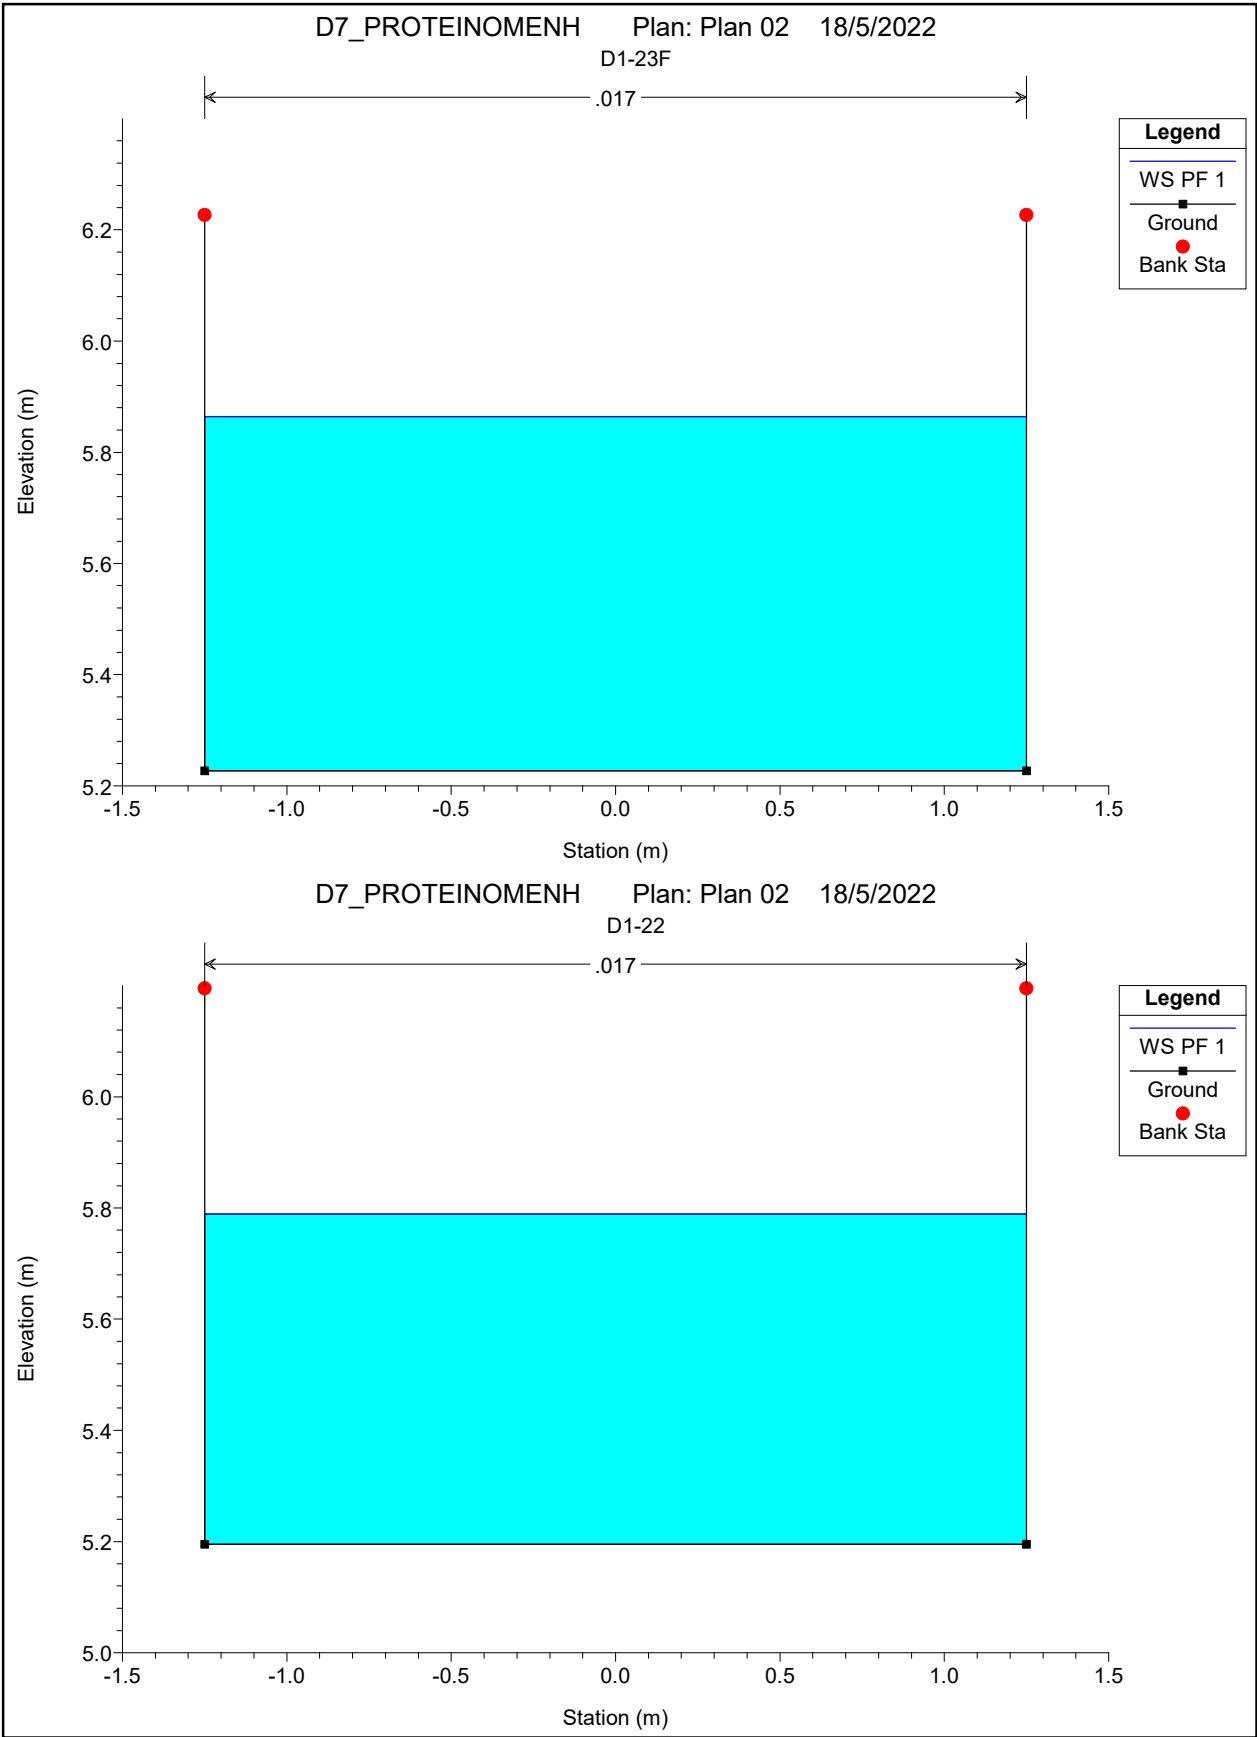 D7_PROTEINOMENH Plan: Plan 02 18/5/2022
D1-23F
.017
Legend
WS PF 1
Ground
Bank Sta
6.2
6.0
5.8
5.6
5.4
5.2
Elevation (m)
-1.5 -1.0 -0.5 0.0 0.5 1.0 1.5
Station (m)
D7_PROTEINOMENH Plan: Plan 02 18/5/2022
D1-22
.017
Legend
WS PF 1
Ground
Bank Sta
6.0
5.8
5.6
5.4
5.2
5.0
Elevation (m)
-1.5 -1.0 -0.5 0.0 0.5 1.0 1.5
Station (m)